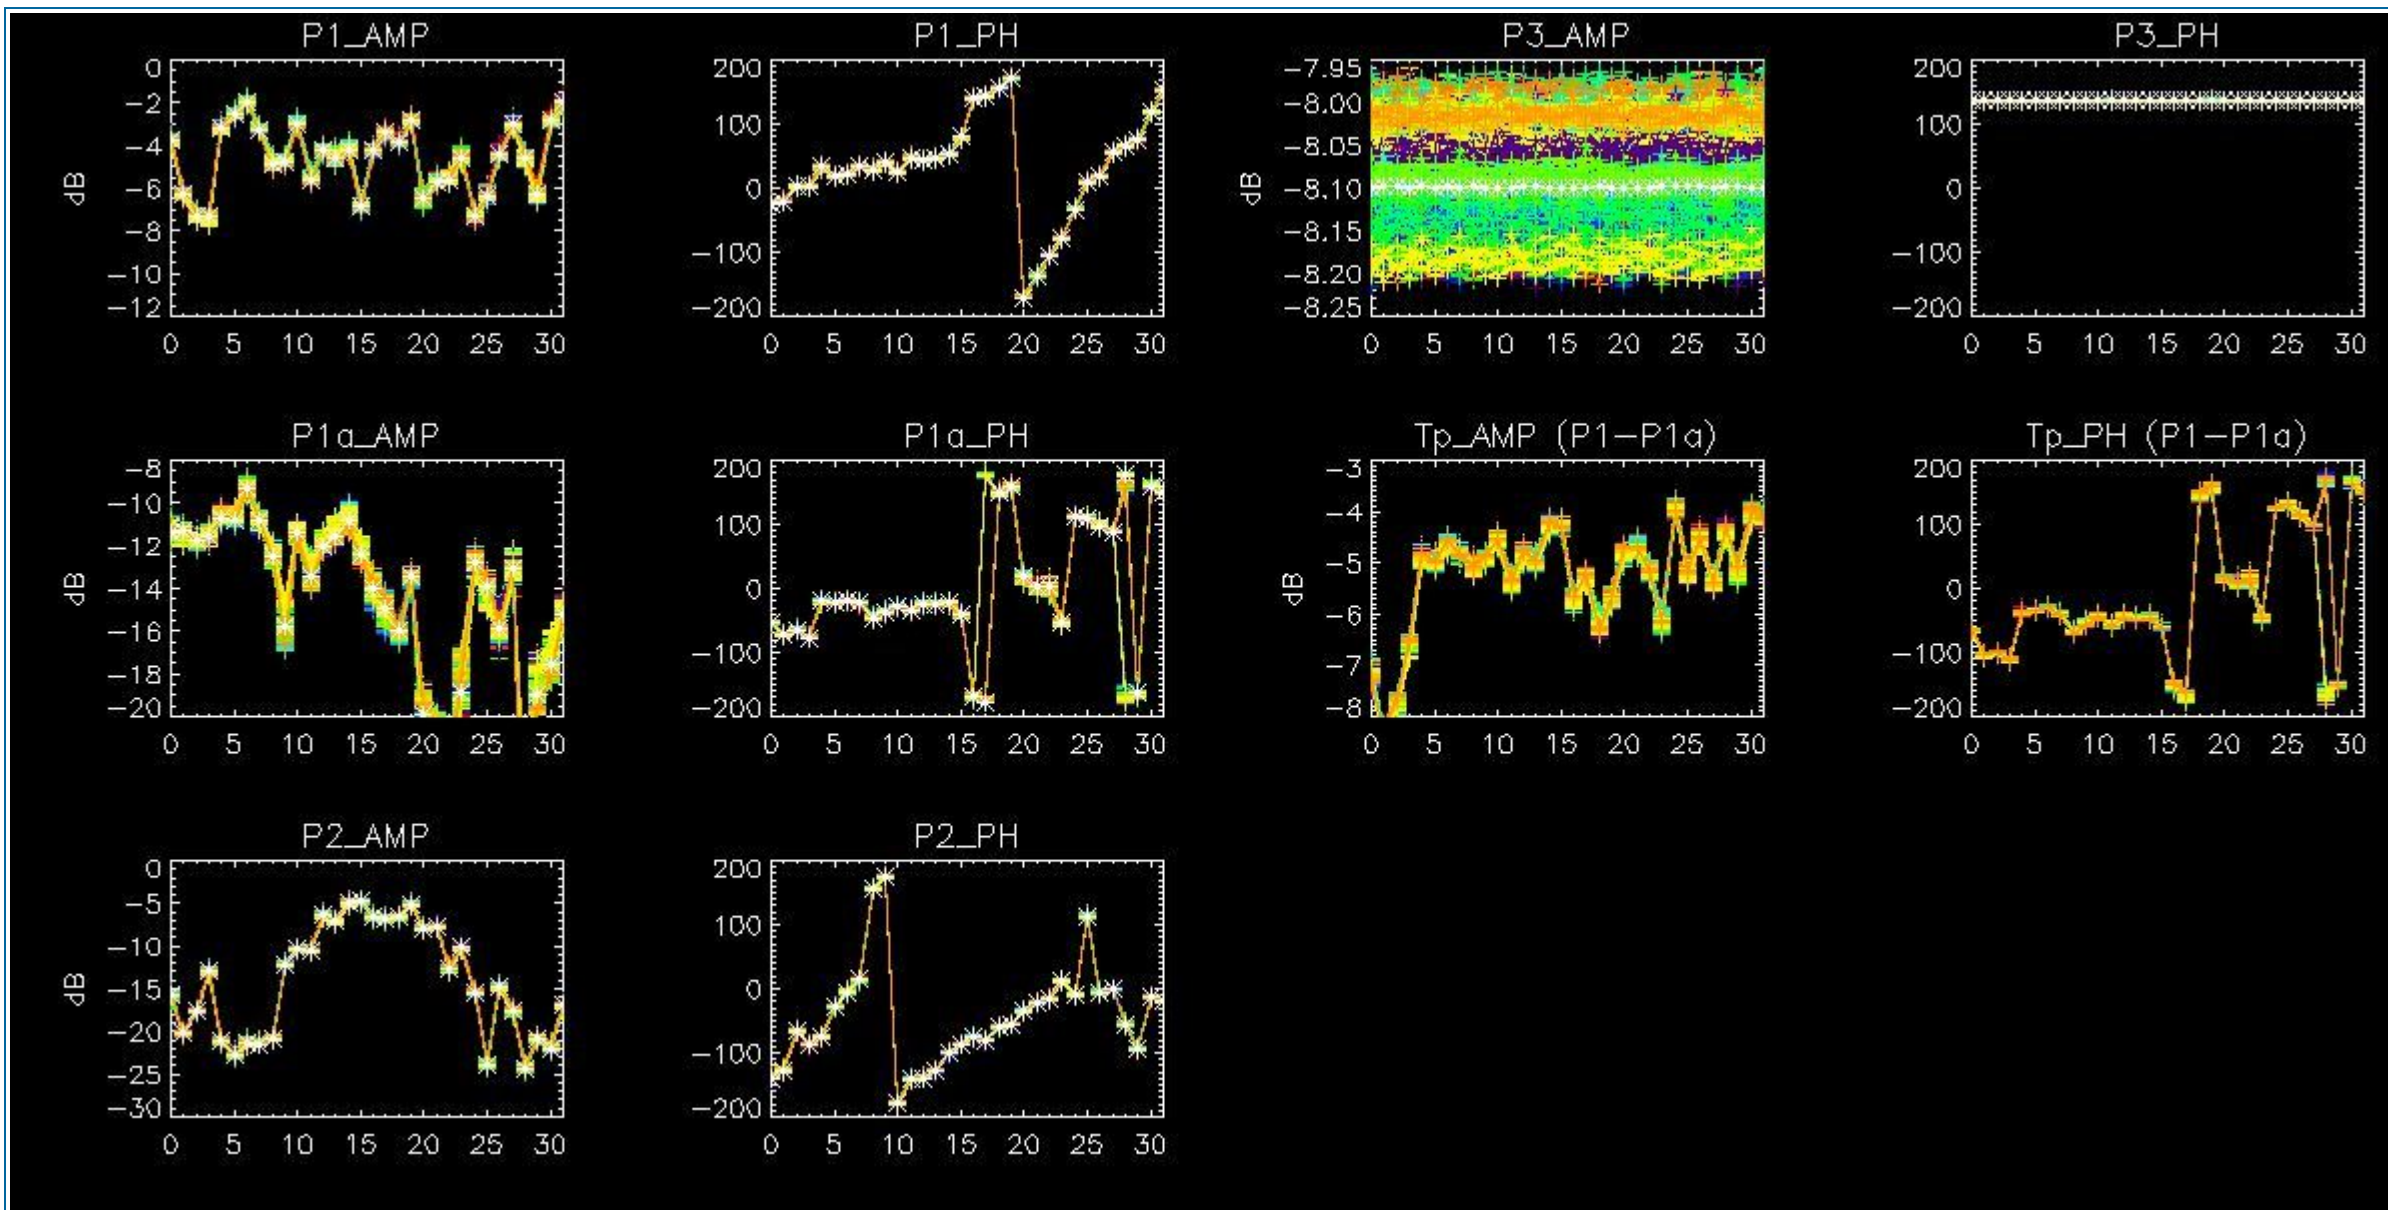 P1_AMP
0
−2
−4
−6
−8
−10
−12
dB
0 5 10 15 20 25 30
P1_PH
200
100
0
−100
−200
0 5 10 15 20 25 30
P3_AMP
−7.95
−8.00
−8.05
−8.10
−8.15
−8.20
−8.25
dB
0 5 10 15 20 25 30
P3_PH
200
100
0
−100
−200
0 5 10 15 20 25 30
P1a_AMP
−8
−10
−12
−14
−16
−18
−20
dB
0 5 10 15 20 25 30
P1a_PH
200
100
0
−100
−200
0 5 10 15 20 25 30
Tp_AMP (P1−P1a)
−3
−4
−5
−6
−7
−8
dB
0 5 10 15 20 25 30
Tp_PH (P1−P1a)
200
100
0
−100
−200
0 5 10 15 20 25 30
P2_AMP
0
−5
−10
−15
−20
−25
−30
dB
0 5 10 15 20 25 30
P2_PH
200
100
0
−100
−200
0 5 10 15 20 25 30